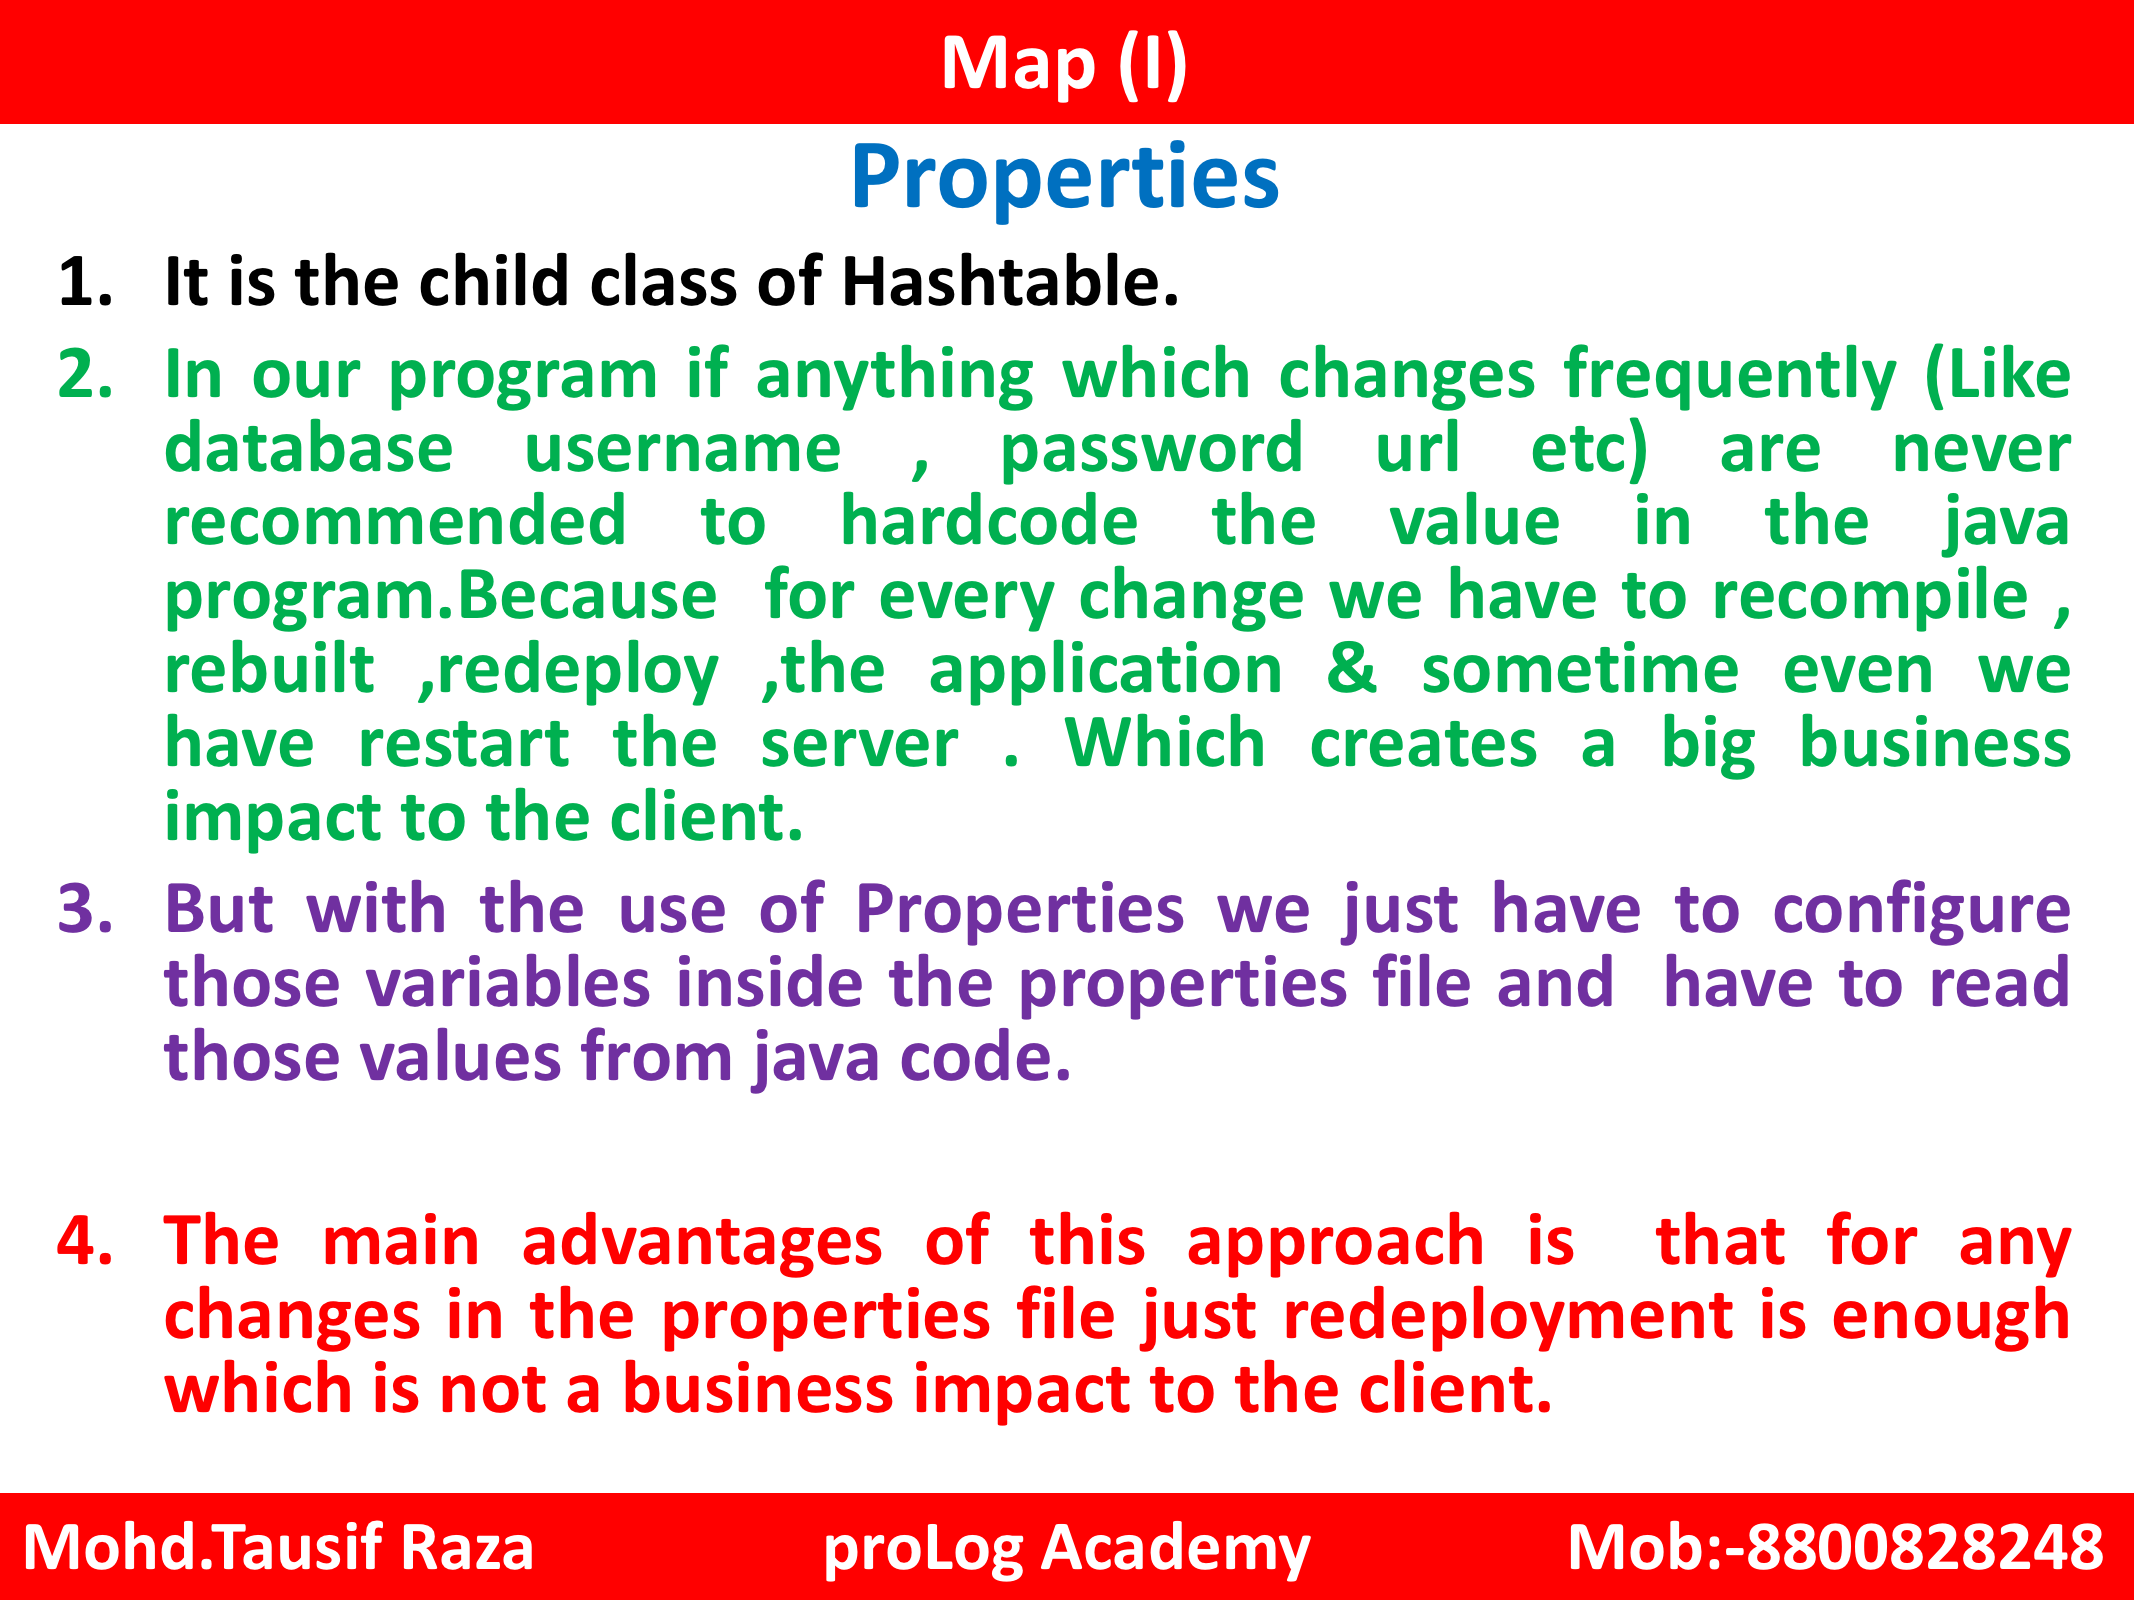 Map (I)
Properties
1. It is the child class of Hashtable.
2. In our program if anything which changes frequently (Like
database username , password url etc) are never
recommended to hardcode the value in the java
program.Because for every change we have to recompile ,
rebuilt ,redeploy ,the application & sometime even we
have restart the server . Which creates a big business
impact to the client.
3. But with the use of Properties we just have to configure
those variables inside the properties file and have to read
those values from java code.
4. The main advantages of this approach is that for any
changes in the properties file just redeployment is enough
which is not a business impact to the client.
Mohd.Tausif Raza proLog Academy Mob:-8800828248